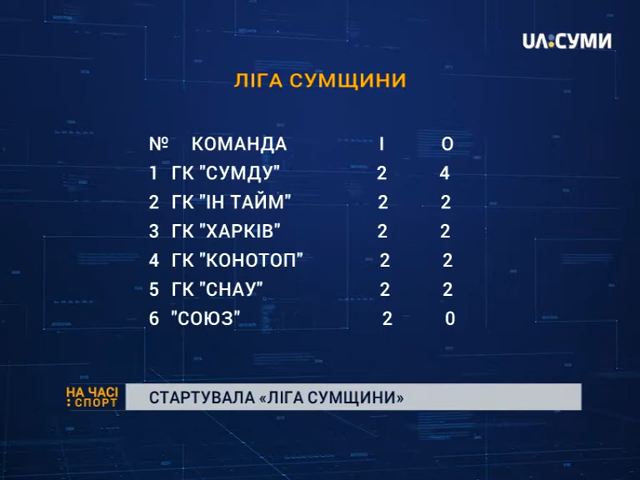 UA:СУМИ
ЛІГА СУМЩИНИ
№ КОМАНДА І О
1 ГК "СУМДУ" 2 4
2 ГК "ІН ТАЙМ" 2 2
3 ГК "ХАРКІВ" 2 2
4 ГК "КОНОТОП" 2 2
5 ГК "СНАУ" 2 2
6 "СОЮЗ" 2 0
НА ЧАСІ
: СПОРТ
СТАРТУВАЛА «ЛІГА СУМЩИНИ»